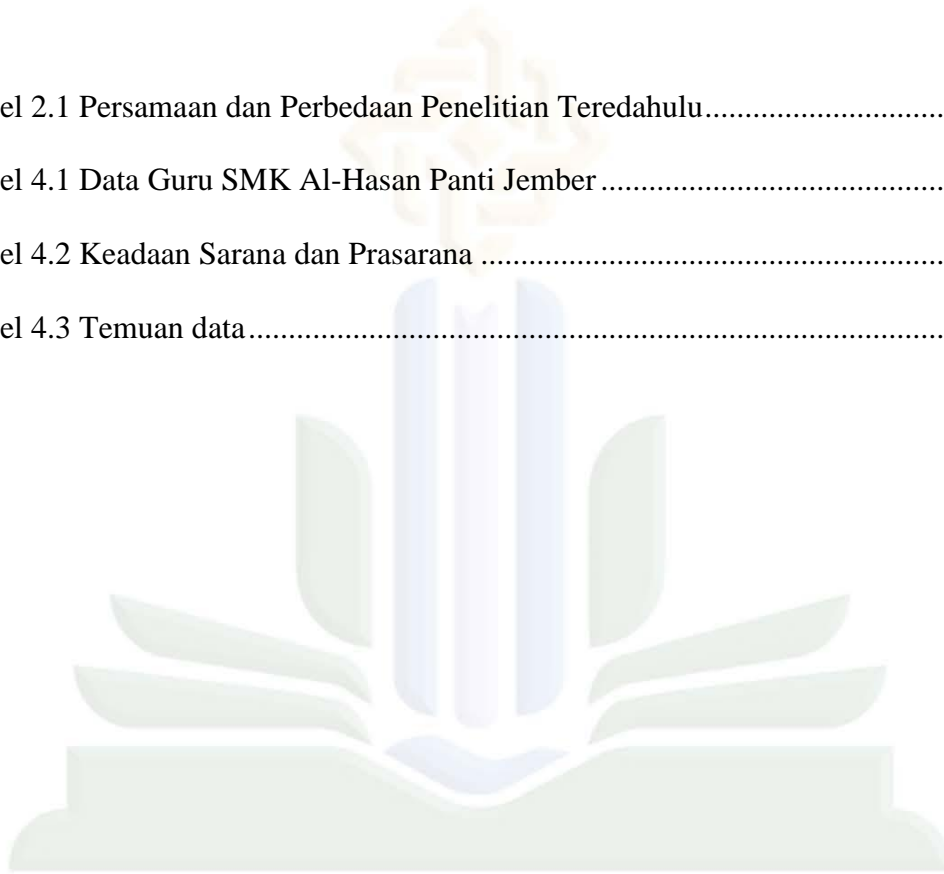 el 2.1 Persamaan dan Perbedaan Penelitian Teredahulu..............................
el 4.1 Data Guru SMK Al-Hasan Panti Jember...........................................
el 4.2 Keadaan Sarana dan Prasarana ..........................................................
el 4.3 Temuan data.......................................................................................